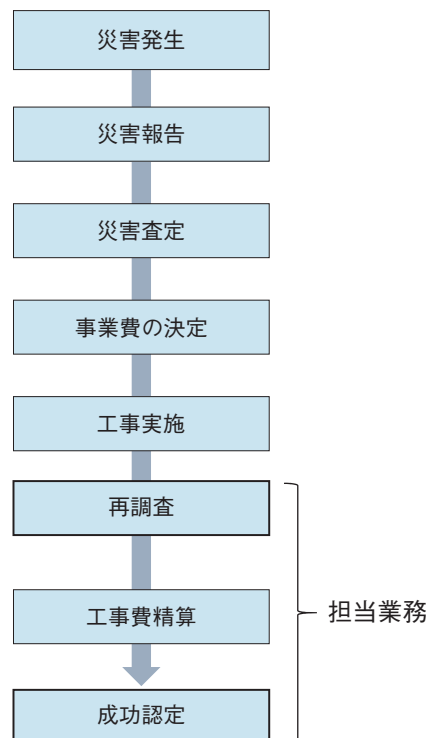 災害発生
災害報告
災害査定
事業費の決定
工事実施
再調査
工事費精算
担当業務
成功認定